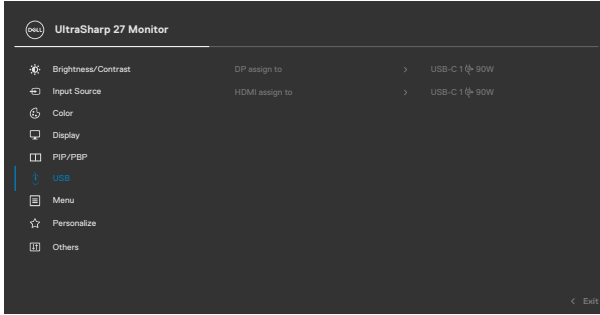 DELL UltraSharp 27 Monitor
Brightness/Contrast DP assign to > USB-C 1 90W
Input Source HDMI assign to > USB-C 1 90W
Color
Display
PIP/PBP
USB
Menu
Personalize
Others
< Exit